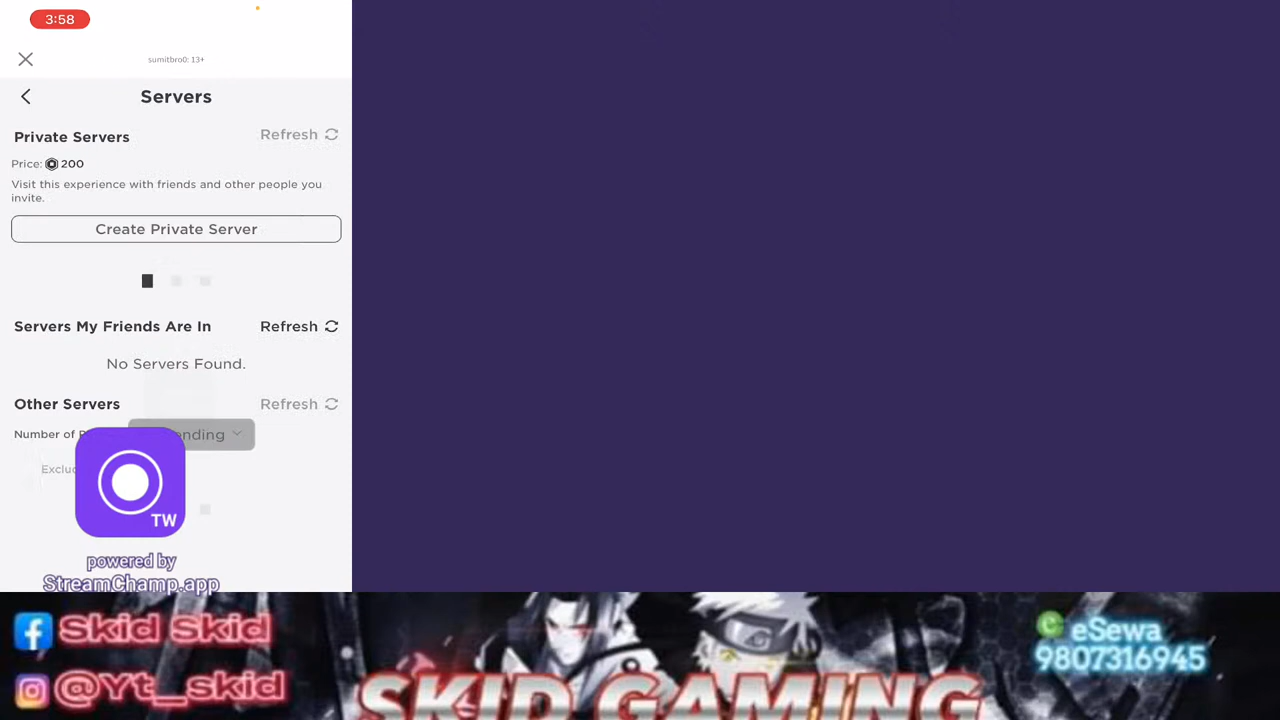 3:58
sumitbro0: 13+
Servers
Private Servers
Refresh
Price: 200
Visit this experience with friends and other people you
invite.
Create Private Server
Servers My Friends Are In
Refresh
No Servers Found.
Other Servers
Refresh
Number of
TW
powered by
StreamChamp.app
Skid Skid
@Yt_skid
SKID GAMING
eSewa
9807316945